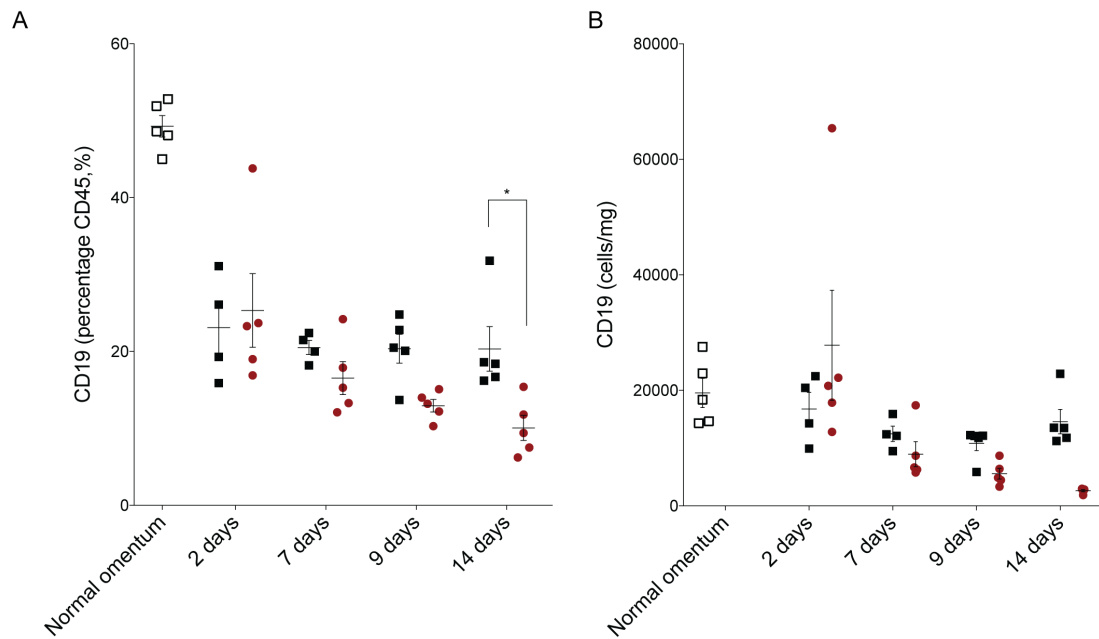 A
CD19 (percentage CD45,%)
60
40
20
0
*
Normal omentum
2 days
7 days
9 days
14 days
B
CD19 (cells/mg)
80000
60000
40000
20000
0
Normal omentum
2 days
7 days
9 days
14 days